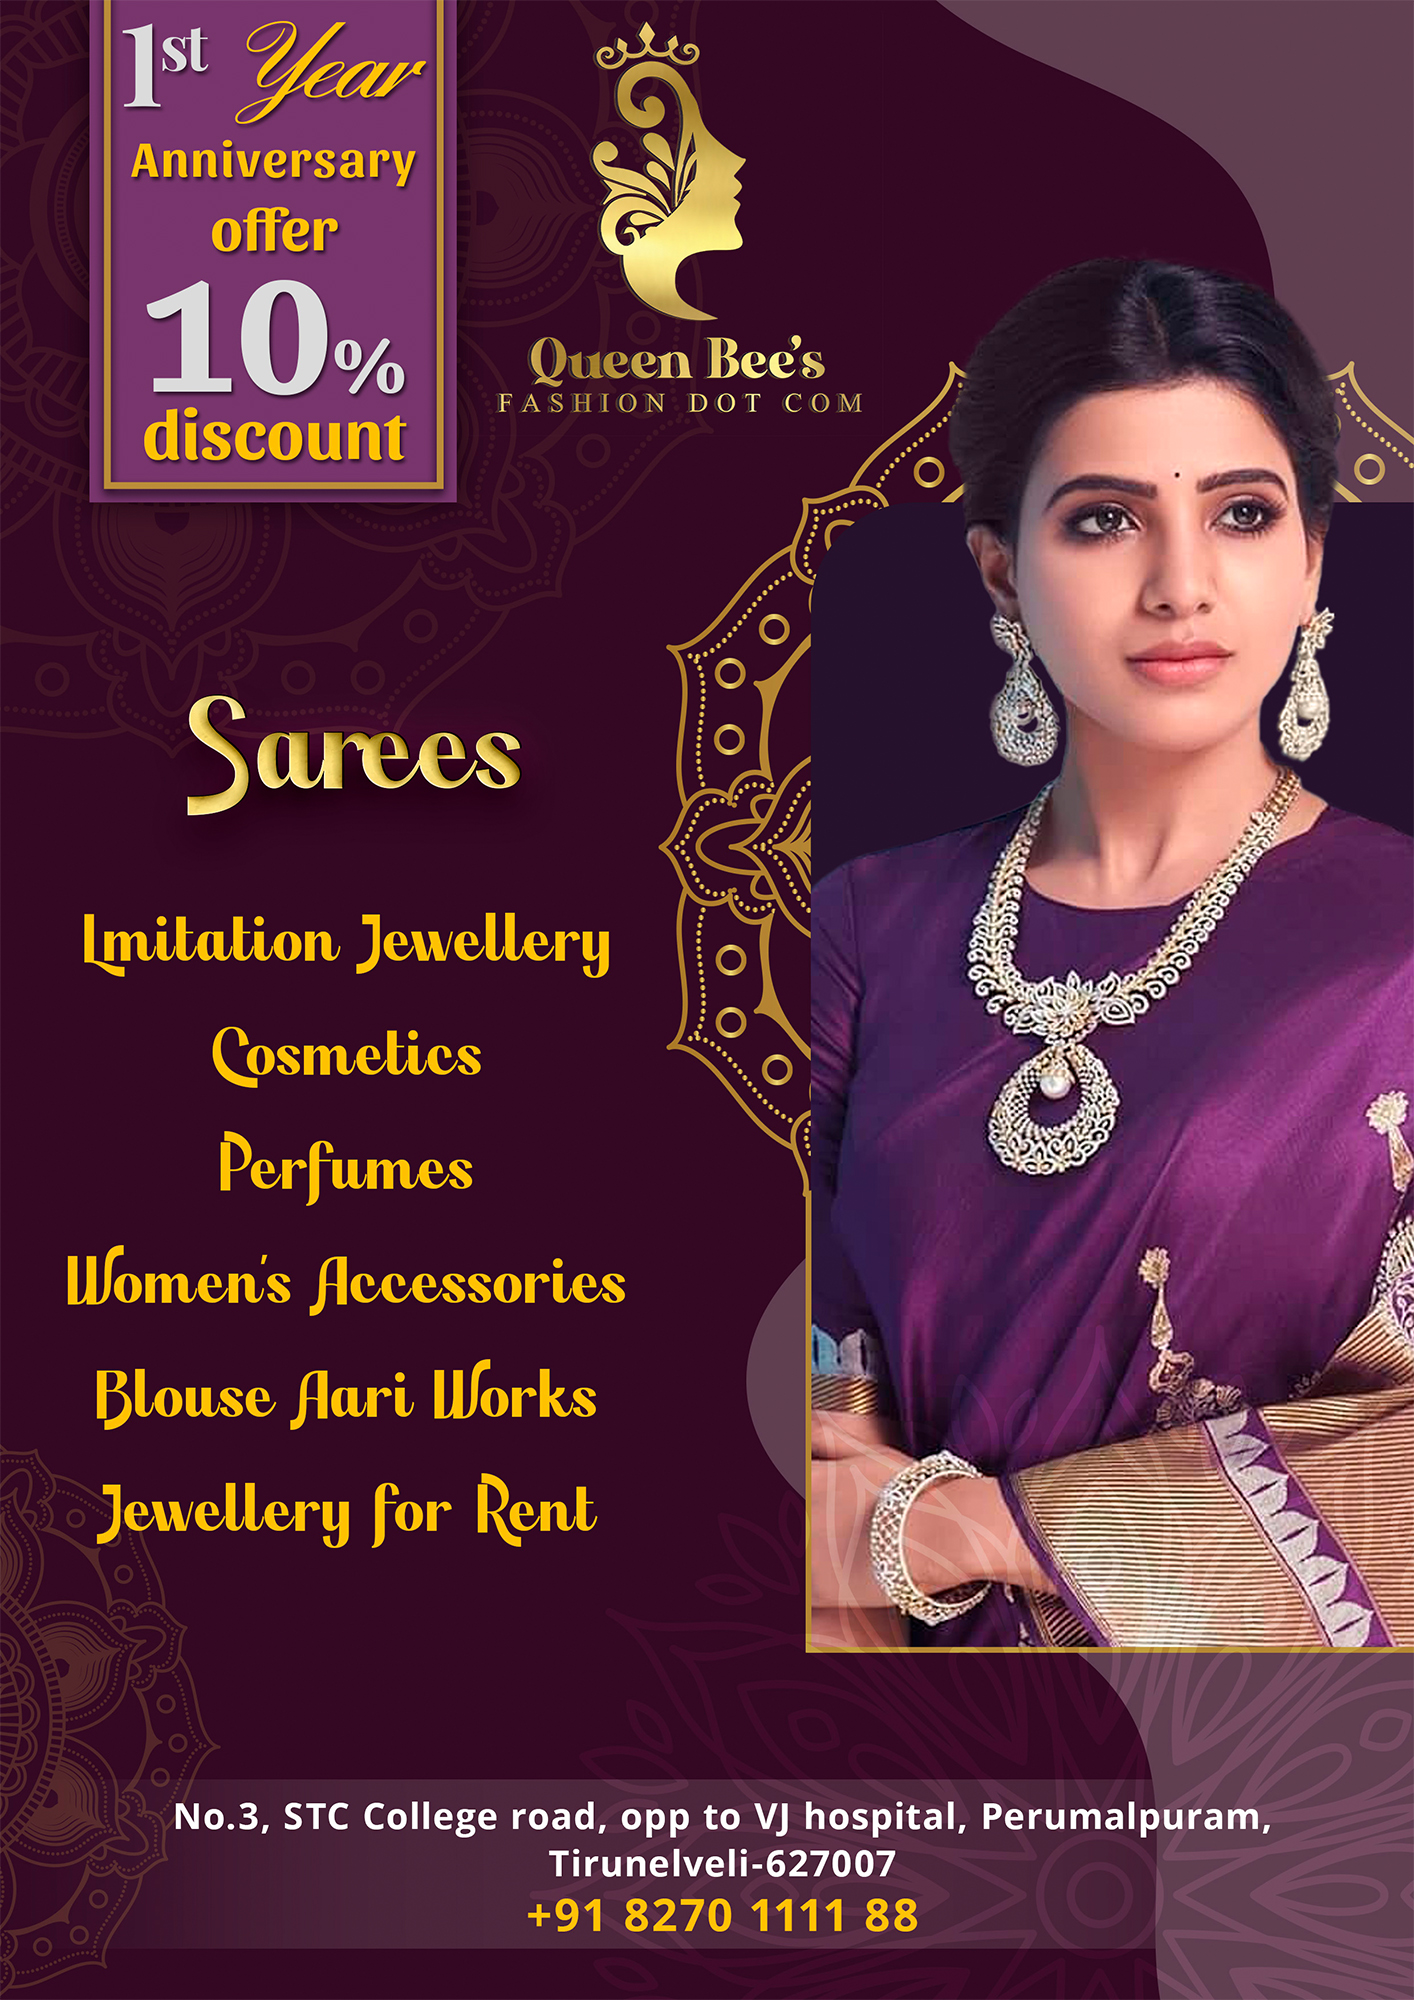 1st Year
Anniversary
offer
10%
discount
Queen Bee's
FASHION DOT COM
Sarees
Imitation Jewellery
Cosmetics
Perfumes
Women's Accessories
Blouse Aari Works
Jewellery for Rent
No.3, STC College road, opp to VJ hospital, Perumalpuram,
Tirunelveli-627007
+91 8270 1111 88